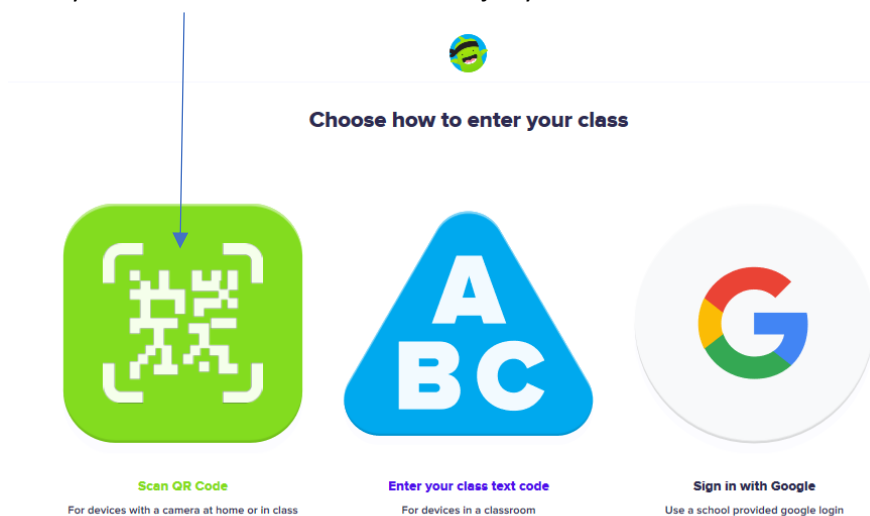 Choose how to enter your class
A
BC
G
Scan QR Code
Enter your class text code
Sign in with Google
For devices with a camera at home or in class
For devices in a classroom
Use a school provided google login